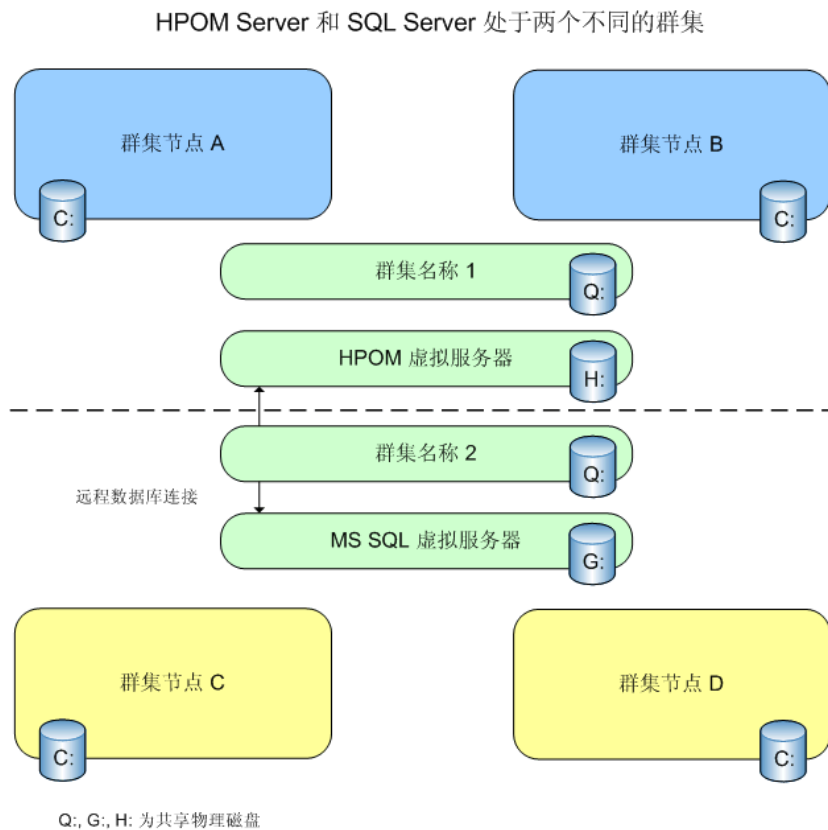 HPOM Server 和 SQL Server 处于两个不同的群集
群集节点 A
群集节点 B
C:
C:
群集名称 1
Q:
HPOM 虚拟服务器
H:
群集名称 2
Q:
远程数据库连接
MS SQL 虚拟服务器
G:
群集节点 C
群集节点 D
C:
C:
Q:, G:, H: 为共享物理磁盘